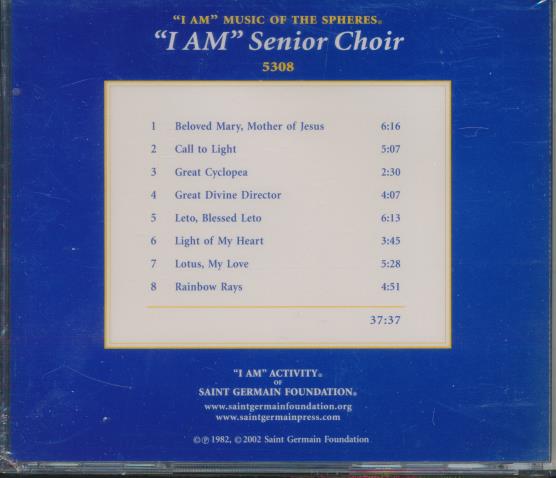 "I AM" MUSIC OF THE SPHERES®
"I AM" Senior Choir
5308
1 Beloved Mary, Mother of Jesus 6:16
2 Call to Light 5:07
3 Great Cyclopea 2:30
4 Great Divine Director 4:07
5 Leto, Blessed Leto 6:13
6 Light of My Heart 3:45
7 Lotus, My Love 5:28
8 Rainbow Rays 4:51
37:37
"I AM" ACTIVITY®
OF
SAINT GERMAIN FOUNDATION®
www.saintgermainfoundation.org
www.saintgermainpress.com
©℗ 1982, © 2002 Saint Germain Foundation